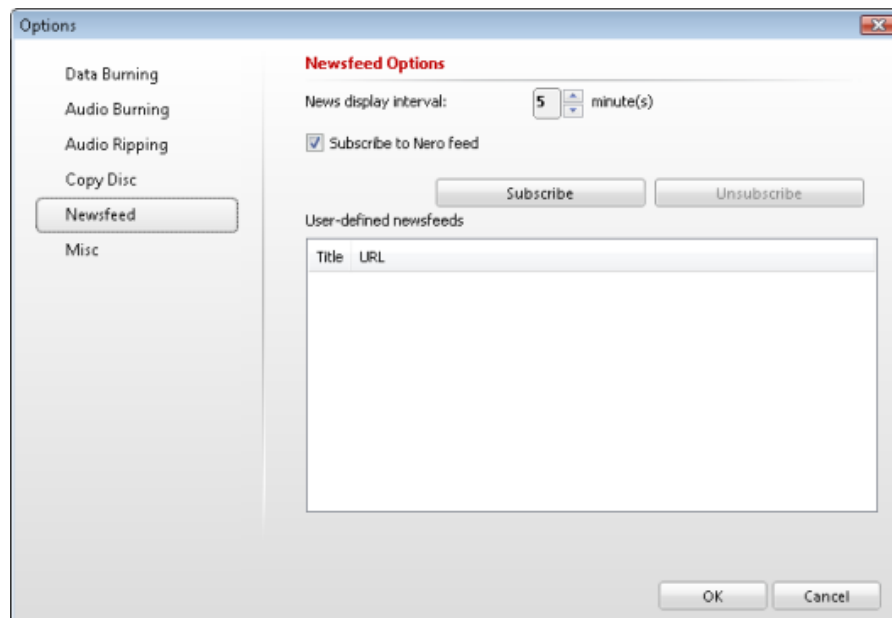 Options
Data Burning
Audio Burning
Audio Ripping
Copy Disc
Newsfeed
Misc
Newsfeed Options
News display interval: 5 minute(s)
Subscribe to Nero feed
Subscribe Unsubscribe
User-defined newsfeeds
Title URL
OK Cancel